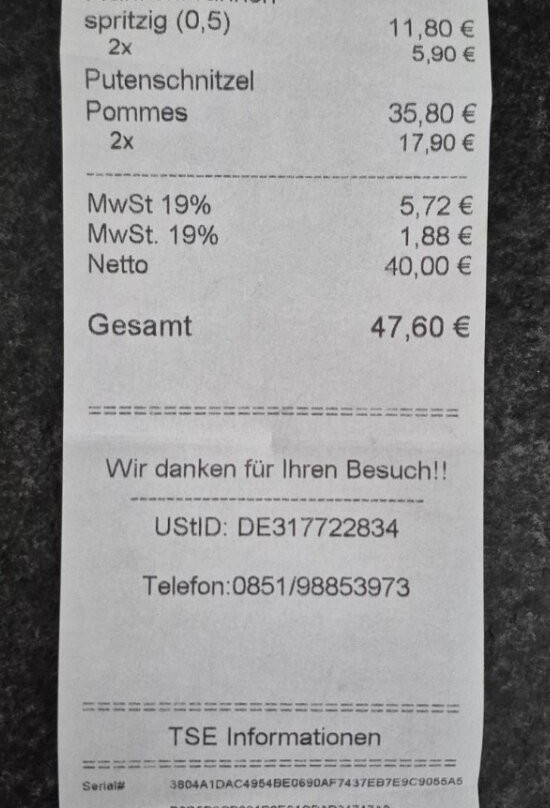 spritzig (0,5) 11,80 €
2x 5,90 €
Putenschnitzel
Pommes 35,80 €
2x 17,90 €
MwSt 19% 5,72 €
MwSt. 19% 1,88 €
Netto 40,00 €
Gesamt 47,60 €
Wir danken für Ihren Besuch!!
UStID: DE317722834
Telefon:0851/98853973
TSE Informationen
Serial# 3804A1DAC4954BE0690AF7437EB7E9C9055A5